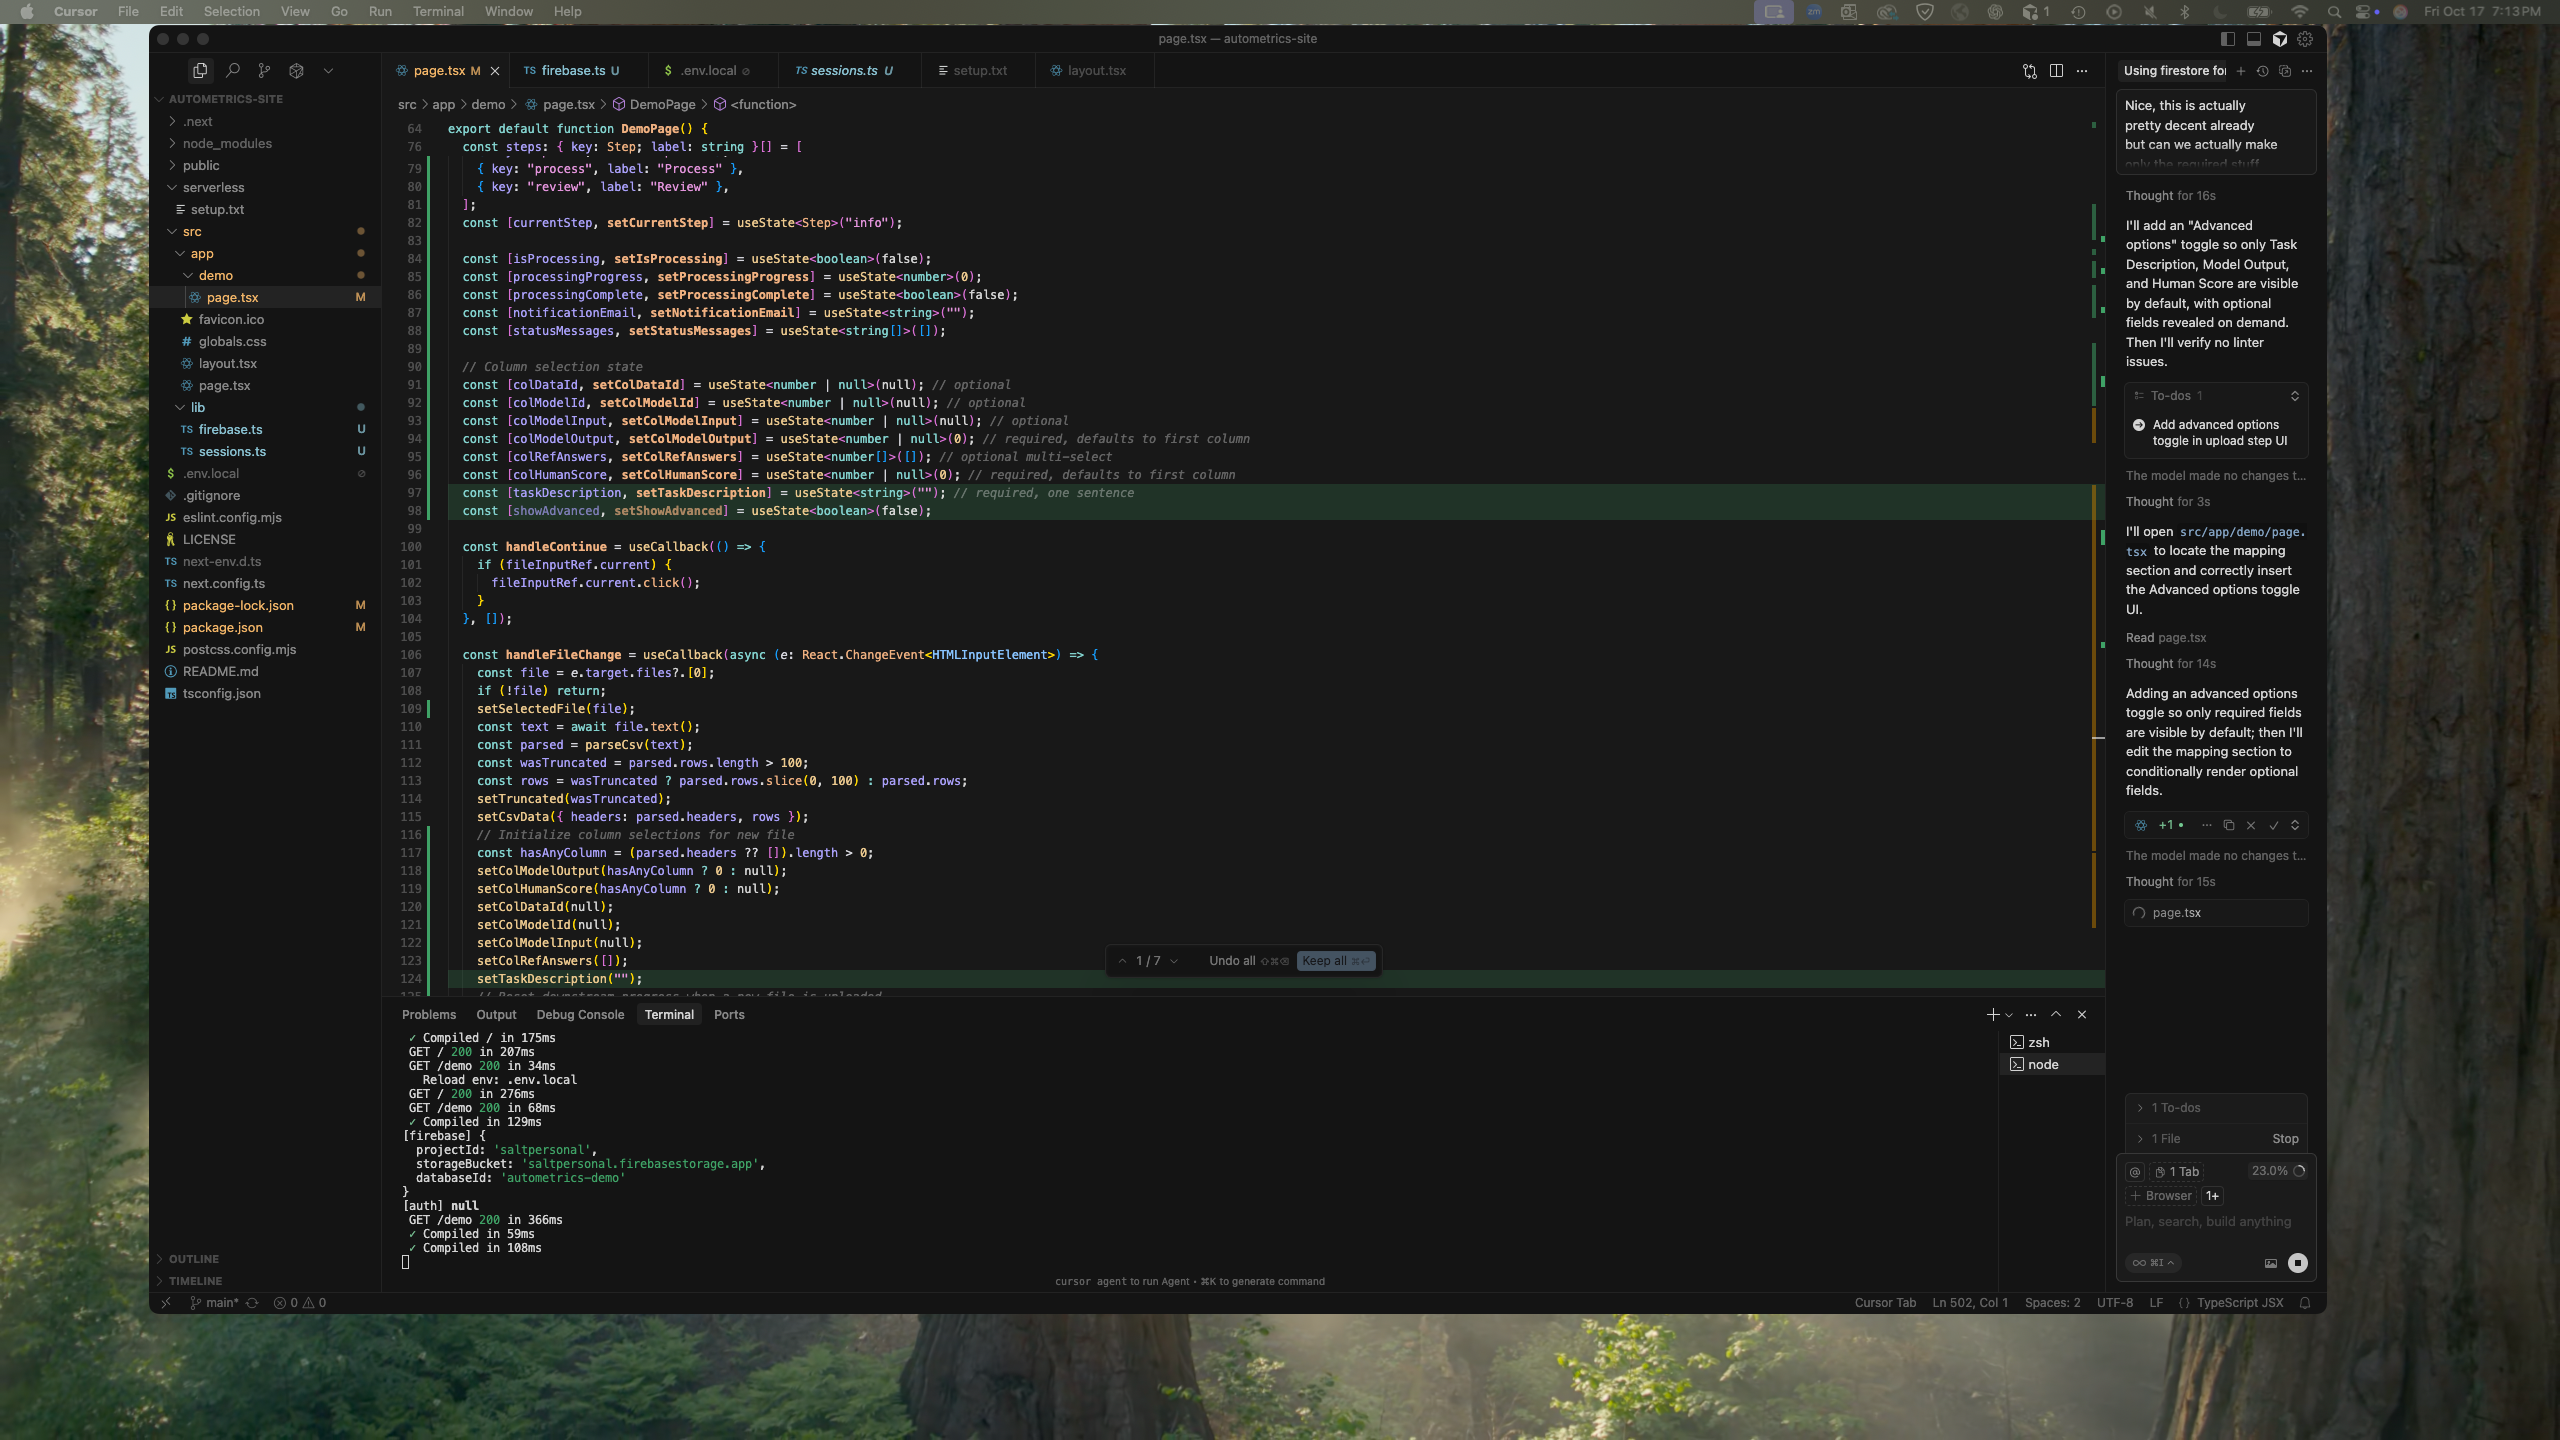 Cursor File Edit Selection View Go Run Terminal Window Help
zm 1 Fri Oct 17 7:13 PM
page.tsx — autometrics-site
page.tsx M
TS firebase.ts U
$ .env.local
TS sessions.ts U
setup.txt
layout.tsx
src > app > demo > page.tsx > DemoPage > <function>
AUTOMETRICS-SITE
.next
node_modules
public
serverless
setup.txt
src
app
demo
page.tsx M
favicon.ico
# globals.css
layout.tsx
page.tsx
lib
TS firebase.ts U
TS sessions.ts U
$ .env.local
.gitignore
JS eslint.config.mjs
LICENSE
TS next-env.d.ts
TS next.config.ts
{} package-lock.json M
{} package.json M
JS postcss.config.mjs
README.md
TS tsconfig.json
OUTLINE
TIMELINE
64 export default function DemoPage() {
76 const steps: { key: Step; label: string }[] = [
79 { key: "process", label: "Process" },
80 { key: "review", label: "Review" },
81 ];
82 const [currentStep, setCurrentStep] = useState<Step>("info");
83
84 const [isProcessing, setIsProcessing] = useState<boolean>(false);
85 const [processingProgress, setProcessingProgress] = useState<number>(0);
86 const [processingComplete, setProcessingComplete] = useState<boolean>(false);
87 const [notificationEmail, setNotificationEmail] = useState<string>("");
88 const [statusMessages, setStatusMessages] = useState<string[]>([]);
89
90 // Column selection state
91 const [colDataId, setColDataId] = useState<number | null>(null); // optional
92 const [colModelId, setColModelId] = useState<number | null>(null); // optional
93 const [colModelInput, setColModelInput] = useState<number | null>(null); // optional
94 const [colModelOutput, setColModelOutput] = useState<number | null>(0); // required, defaults to first column
95 const [colRefAnswers, setColRefAnswers] = useState<number[]>([]); // optional multi-select
96 const [colHumanScore, setColHumanScore] = useState<number | null>(0); // required, defaults to first column
97 const [taskDescription, setTaskDescription] = useState<string>(""); // required, one sentence
98 const [showAdvanced, setShowAdvanced] = useState<boolean>(false);
99
100 const handleContinue = useCallback(() => {
101 if (fileInputRef.current) {
102 fileInputRef.current.click();
103 }
104 }, []);
105
106 const handleFileChange = useCallback(async (e: React.ChangeEvent<HTMLInputElement>) => {
107 const file = e.target.files?.[0];
108 if (!file) return;
109 setSelectedFile(file);
110 const text = await file.text();
111 const parsed = parseCsv(text);
112 const wasTruncated = parsed.rows.length > 100;
113 const rows = wasTruncated ? parsed.rows.slice(0, 100) : parsed.rows;
114 setTruncated(wasTruncated);
115 setCsvData({ headers: parsed.headers, rows });
116 // Initialize column selections for new file
117 const hasAnyColumn = (parsed.headers ?? []).length > 0;
118 setColModelOutput(hasAnyColumn ? 0 : null);
119 setColHumanScore(hasAnyColumn ? 0 : null);
120 setColDataId(null);
121 setColModelId(null);
122 setColModelInput(null);
123 setColRefAnswers([]);
124 setTaskDescription("");
125 // Reset downstream progress when a new file is uploaded
1 / 7 Undo all ⇧⌘⌫ Keep all ⌘⏎
Problems Output Debug Console Terminal Ports
✓ Compiled / in 175ms
GET / 200 in 207ms
GET /demo 200 in 34ms
Reload env: .env.local
GET / 200 in 276ms
GET /demo 200 in 68ms
✓ Compiled in 129ms
[firebase] {
projectId: 'saltpersonal',
storageBucket: 'saltpersonal.firebasestorage.app',
databaseId: 'autometrics-demo'
}
[auth] null
GET /demo 200 in 366ms
✓ Compiled in 59ms
✓ Compiled in 108ms
cursor agent to run Agent • ⌘K to generate command
zsh
node
Using firestore for
Nice, this is actually
pretty decent already
but can we actually make
only the required stuff
Thought for 16s
I'll add an "Advanced
options" toggle so only Task
Description, Model Output,
and Human Score are visible
by default, with optional
fields revealed on demand.
Then I'll verify no linter
issues.
To-dos 1
Add advanced options
toggle in upload step UI
The model made no changes t...
Thought for 3s
I'll open src/app/demo/page.
tsx to locate the mapping
section and correctly insert
the Advanced options toggle
UI.
Read page.tsx
Thought for 14s
Adding an advanced options
toggle so only required fields
are visible by default; then I'll
edit the mapping section to
conditionally render optional
fields.
+1 •
The model made no changes t...
Thought for 15s
page.tsx
1 To-dos
1 File Stop
@ 1 Tab 23.0%
+ Browser 1+
Plan, search, build anything
∞ ⌘I
main* 0 0
Cursor Tab Ln 502, Col 1 Spaces: 2 UTF-8 LF {} TypeScript JSX